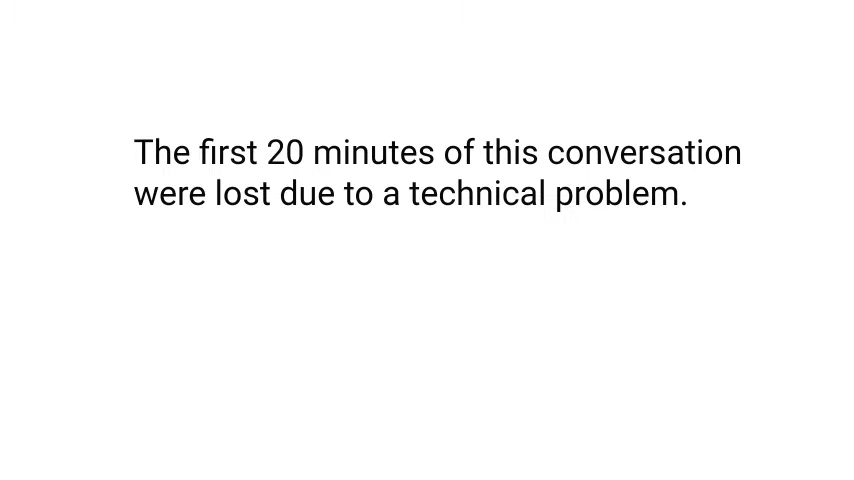 The first 20 minutes of this conversation
were lost due to a technical problem.